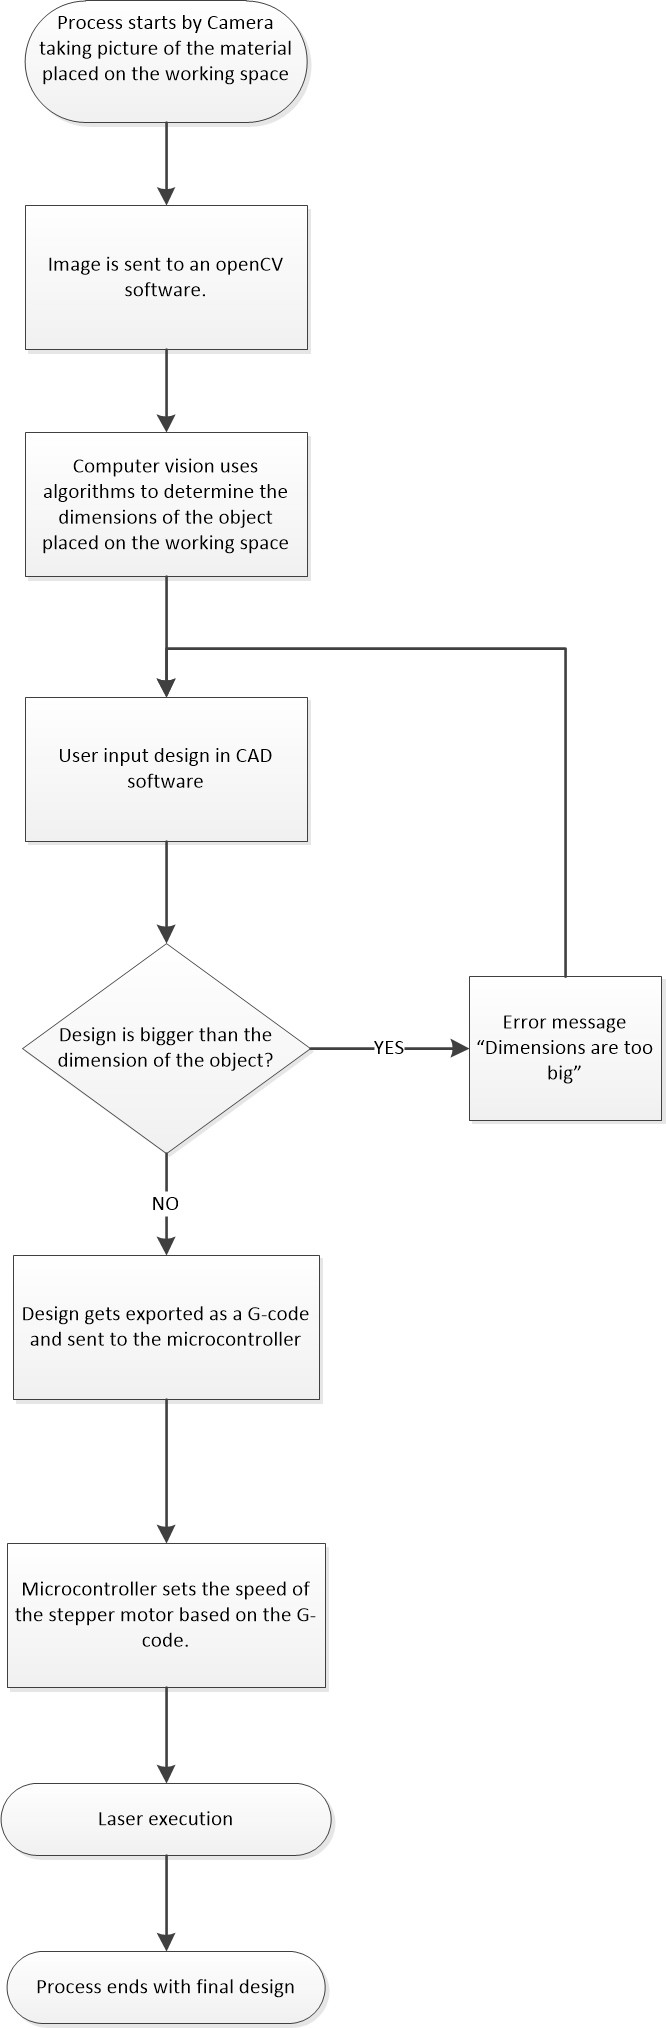 Process starts by Camera
taking picture of the material
placed on the working space
Image is sent to an openCV
software.
Computer vision uses
algorithms to determine the
dimensions of the object
placed on the working space
User input design in CAD
software
Design is bigger than the
dimension of the object?
YES
Error message
“Dimensions are too
big”
NO
Design gets exported as a G-code
and sent to the microcontroller
Microcontroller sets the speed of
the stepper motor based on the G-
code.
Laser execution
Process ends with final design